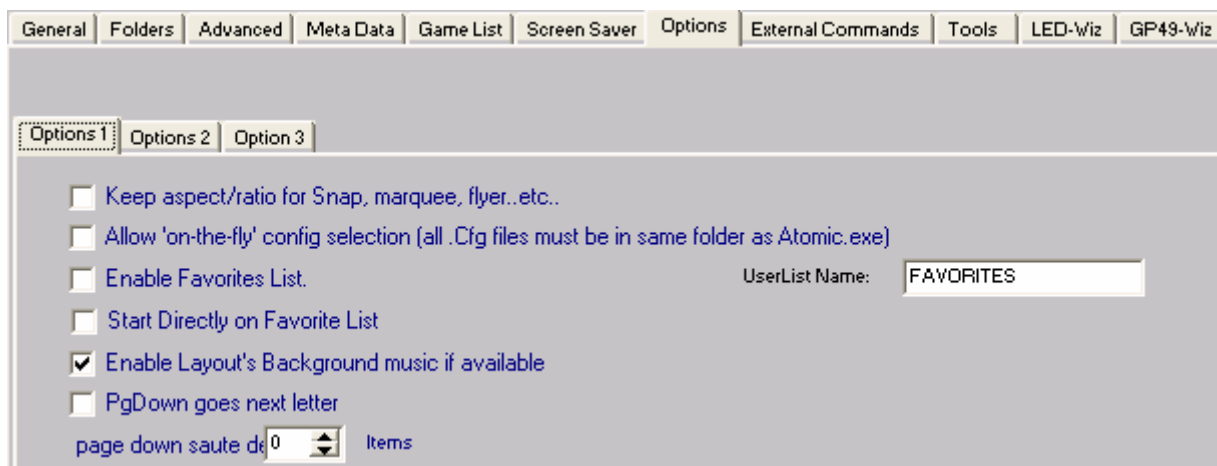 General Folders Advanced Meta Data Game List Screen Saver Options External Commands Tools LED-Wiz GP49-Wiz
Options 1 Options 2 Option 3
Keep aspect/ratio for Snap, marquee, flyer..etc..
Allow 'on-the-fly' config selection (all .Cfg files must be in same folder as Atomic.exe)
Enable Favorites List. UserList Name: FAVORITES
Start Directly on Favorite List
Enable Layout's Background music if available
PgDown goes next letter
page down saute de 0 Items